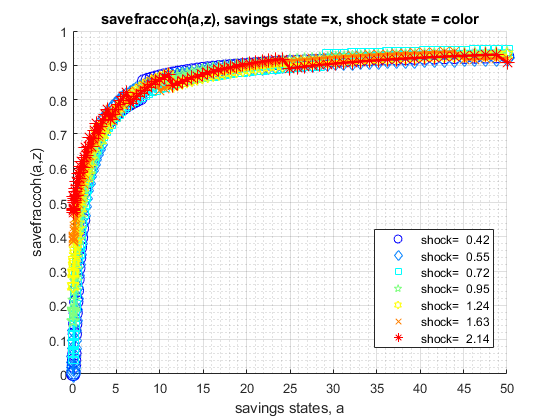 savefraccoh(a,z), savings state =x, shock state = color
savefraccoh(a,z)
1
0.9
0.8
0.7
0.6
0.5
0.4
0.3
0.2
0.1
0
0 5 10 15 20 25 30 35 40 45 50
savings states, a
shock= 0.42
shock= 0.55
shock= 0.72
shock= 0.95
shock= 1.24
shock= 1.63
shock= 2.14